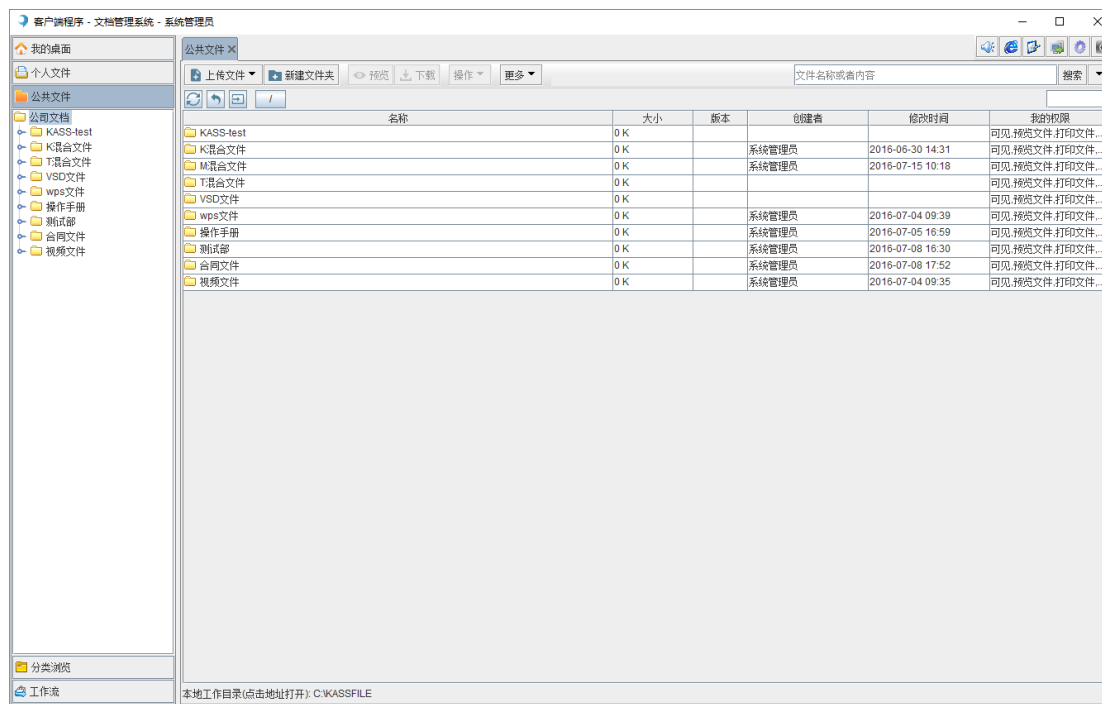 客户端程序 - 文档管理系统 - 系统管理员
我的桌面
个人文件
公共文件
公司文档
KASS-test
K混合文件
T混合文件
VSD文件
wps文件
操作手册
测试部
合同文件
视频文件
分类浏览
工作流
公共文件
上传文件 新建文件夹 预览 下载 操作 更多 文件名称或者内容 搜索
/
名称 大小 版本 创建者 修改时间 我的权限
KASS-test 0 K 可见,预览文件,打印文件,...
K混合文件 0 K 系统管理员 2016-06-30 14:31 可见,预览文件,打印文件,...
M混合文件 0 K 系统管理员 2016-07-15 10:18 可见,预览文件,打印文件,...
T混合文件 0 K 可见,预览文件,打印文件,...
VSD文件 0 K 可见,预览文件,打印文件,...
wps文件 0 K 系统管理员 2016-07-04 09:39 可见,预览文件,打印文件,...
操作手册 0 K 系统管理员 2016-07-05 16:59 可见,预览文件,打印文件,...
测试部 0 K 系统管理员 2016-07-08 16:30 可见,预览文件,打印文件,...
合同文件 0 K 系统管理员 2016-07-08 17:52 可见,预览文件,打印文件,...
视频文件 0 K 系统管理员 2016-07-04 09:35 可见,预览文件,打印文件,...
本地工作目录(点击地址打开): C:\KASSFILE